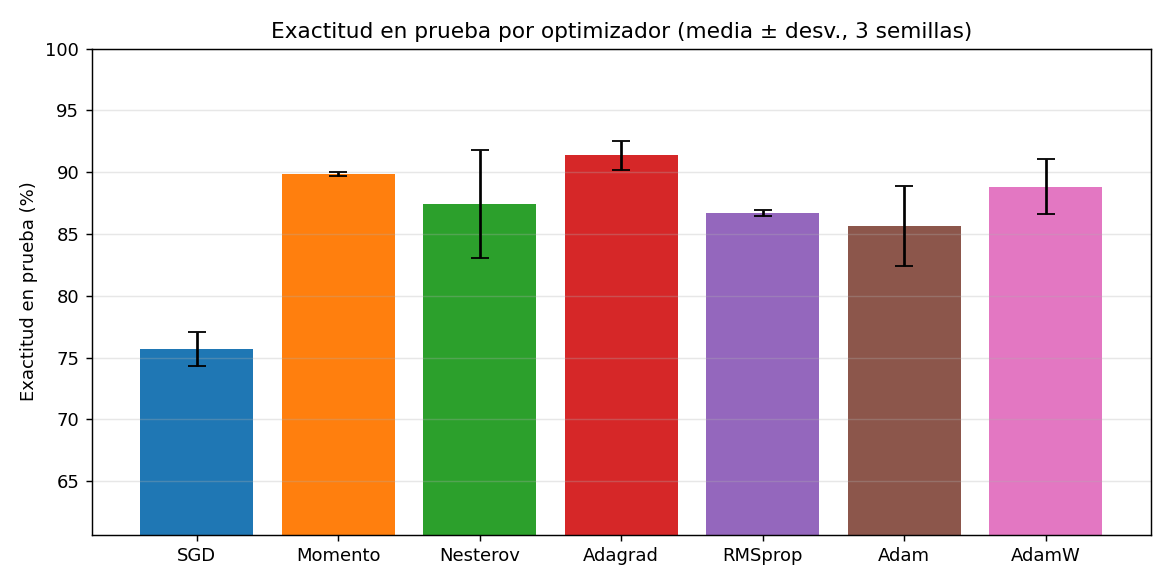 Exactitud en prueba por optimizador (media ± desv., 3 semillas)
Exactitud en prueba (%)
100
95
90
85
80
75
70
65
SGD
Momento
Nesterov
Adagrad
RMSprop
Adam
AdamW